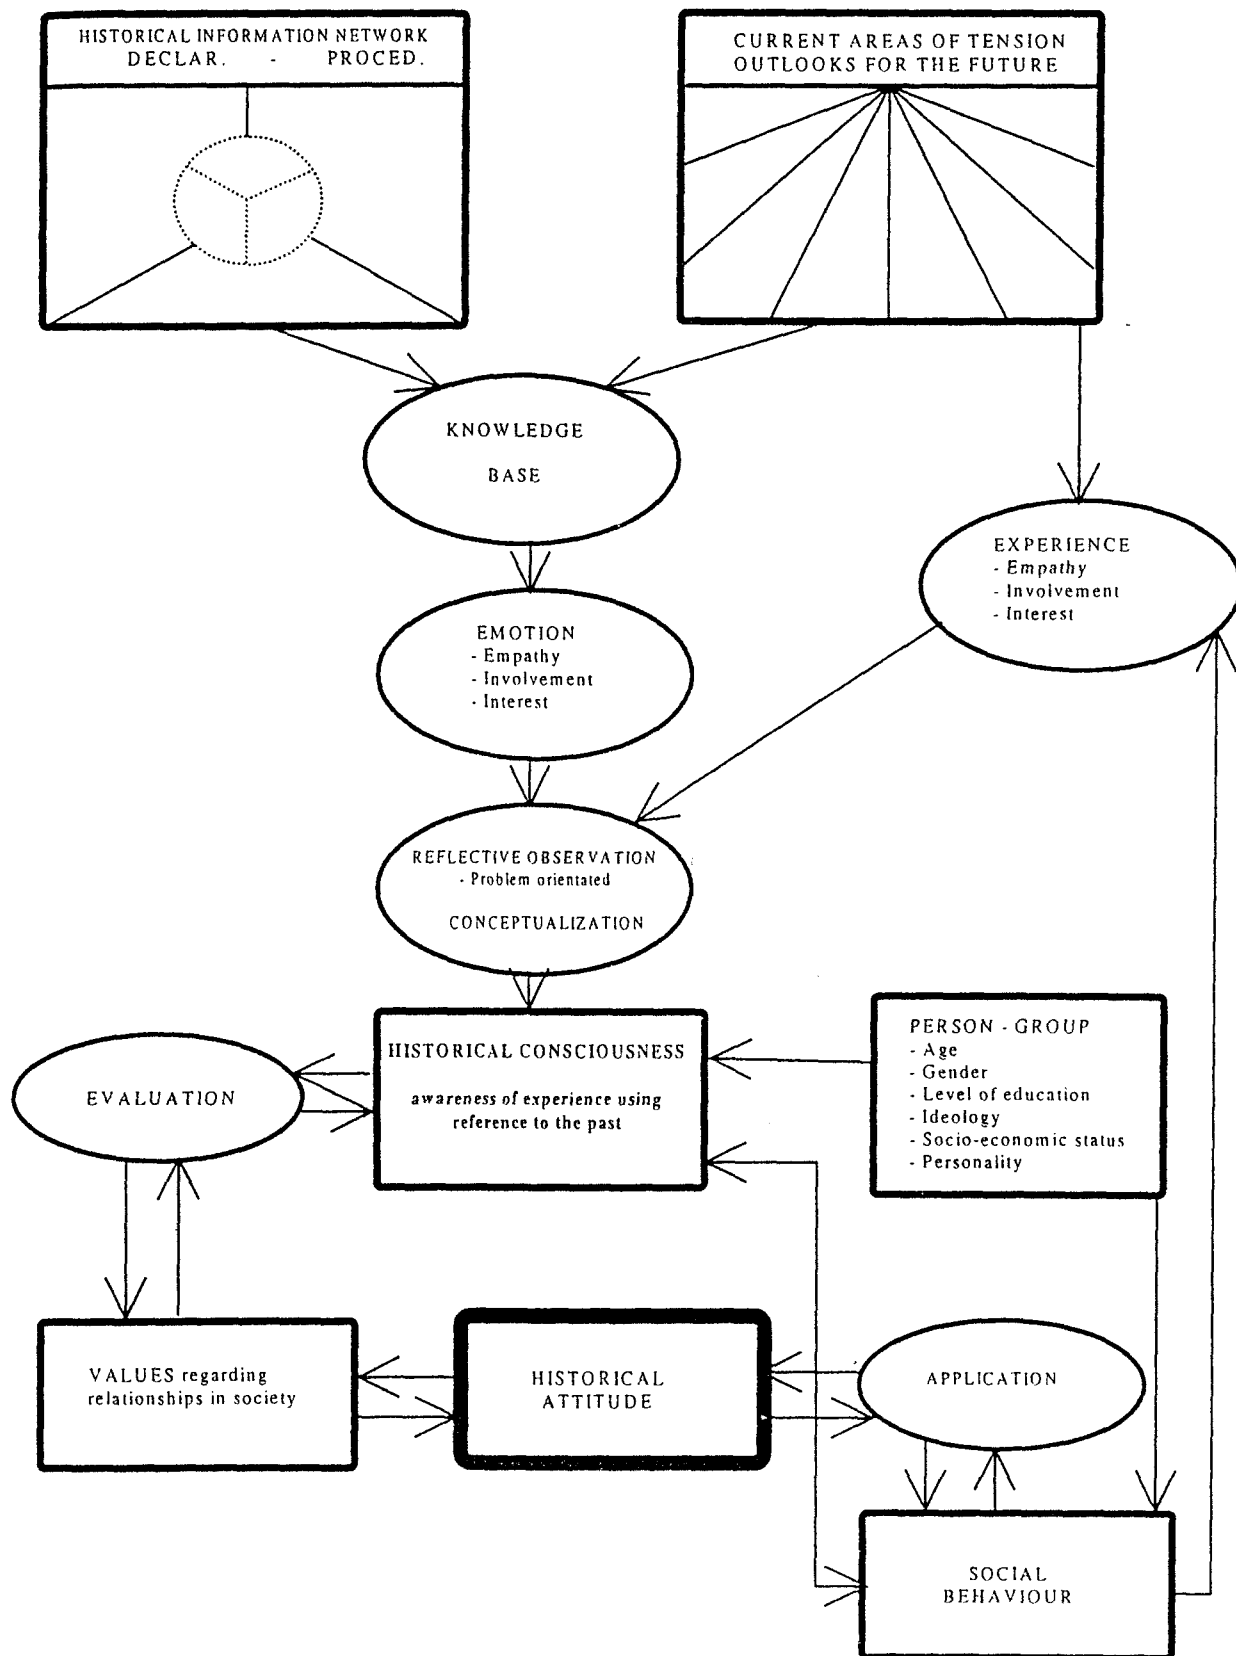 HISTORICAL INFORMATION NETWORK
DECLAR. - PROCED.
CURRENT AREAS OF TENSION
OUTLOOKS FOR THE FUTURE
KNOWLEDGE
BASE
EXPERIENCE
- Empathy
- Involvement
- Interest
EMOTION
- Empathy
- Involvement
- Interest
REFLECTIVE OBSERVATION
- Problem orientated
CONCEPTUALIZATION
HISTORICAL CONSCIOUSNESS
awareness of experience using
reference to the past
PERSON - GROUP
- Age
- Gender
- Level of education
- Ideology
- Socio-economic status
- Personality
EVALUATION
VALUES regarding
relationships in society
HISTORICAL
ATTITUDE
APPLICATION
SOCIAL
BEHAVIOUR